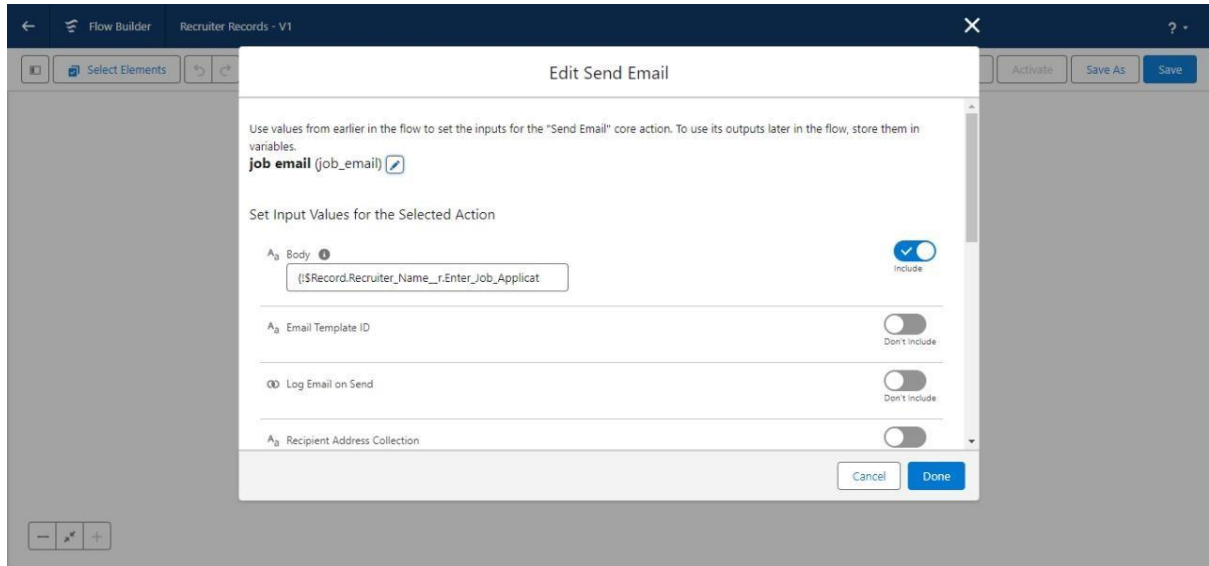 Flow Builder Recruiter Records - V1 ?
Select Elements Activate Save As Save
Edit Send Email
Use values from earlier in the flow to set the inputs for the "Send Email" core action. To use its outputs later in the flow, store them in
variables.
job email (job_email)
Set Input Values for the Selected Action
Aa Body
{!$Record.Recruiter_Name__r.Enter_Job_Applicat
Include
Aa Email Template ID
Don't Include
Log Email on Send
Don't Include
Aa Recipient Address Collection
Cancel Done